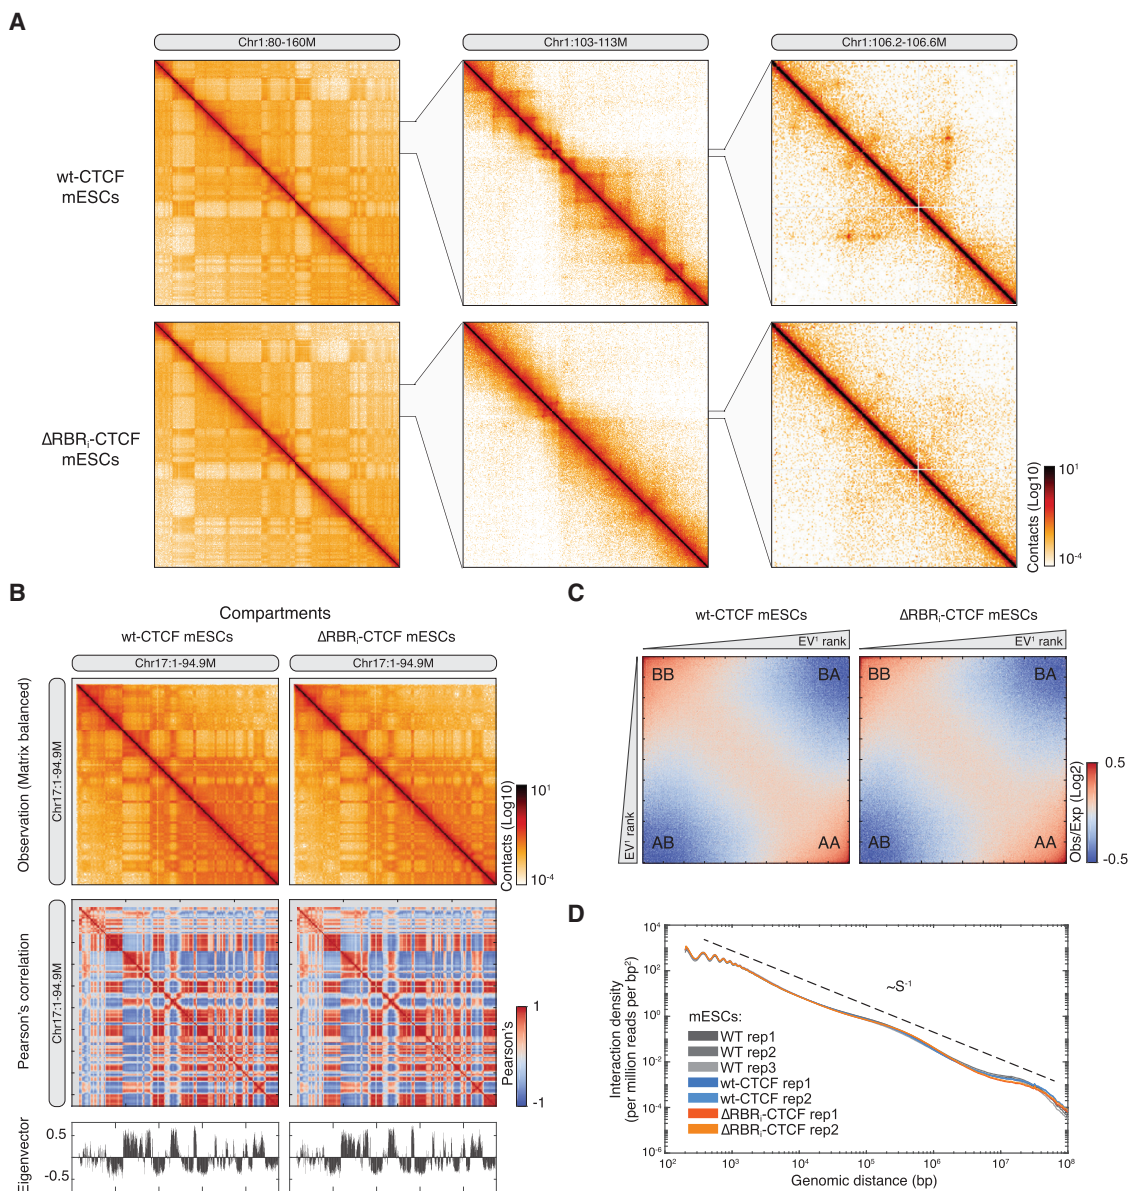 A
Chr1:80-160M
Chr1:103-113M
Chr1:106.2-106.6M
wt-CTCF
mESCs
ΔRBRᵢ-CTCF
mESCs
Contacts (Log10)
10¹
10⁻⁴
B
Compartments
wt-CTCF mESCs
ΔRBRᵢ-CTCF mESCs
Chr17:1-94.9M
Chr17:1-94.9M
Observation (Matrix balanced)
Chr17:1-94.9M
Contacts (Log10)
10¹
10⁻⁴
Pearson's correlation
Chr17:1-94.9M
Pearson's
1
-1
Eigenvector
0.5
-0.5
C
wt-CTCF mESCs
ΔRBRᵢ-CTCF mESCs
EV¹ rank
EV¹ rank
EV¹ rank
BB
BA
AB
AA
BB
BA
AB
AA
Obs/Exp (Log2)
0.5
-0.5
D
Interaction density
(per million reads per bp²)
10⁴
10²
10⁰
10⁻²
10⁻⁴
10⁻⁶
~S⁻¹
mESCs:
WT rep1
WT rep2
WT rep3
wt-CTCF rep1
wt-CTCF rep2
ΔRBRᵢ-CTCF rep1
ΔRBRᵢ-CTCF rep2
10² 10³ 10⁴ 10⁵ 10⁶ 10⁷ 10⁸
Genomic distance (bp)